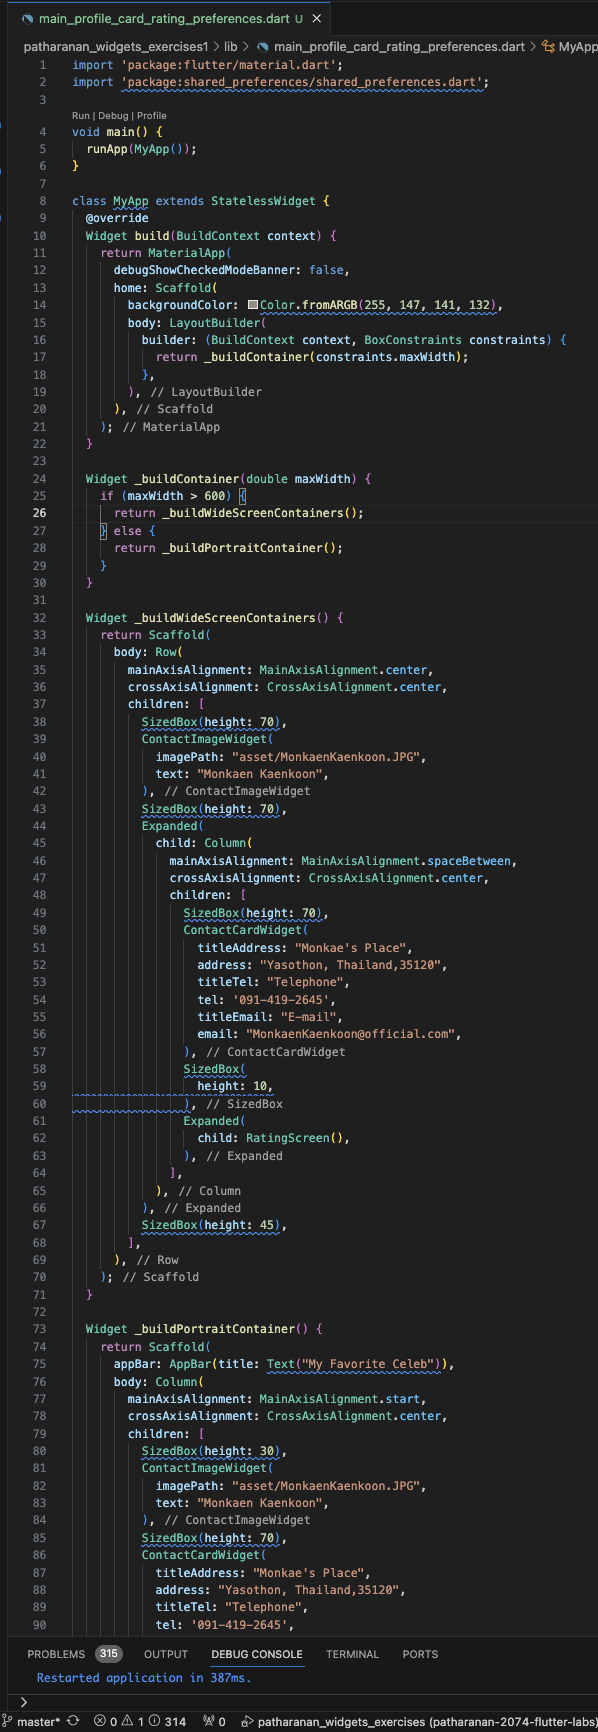 main_profile_card_rating_preferences.dart U
patharanan_widgets_exercises1 > lib > main_profile_card_rating_preferences.dart > MyApp
1 import 'package:flutter/material.dart';
2 import 'package:shared_preferences/shared_preferences.dart';
3
Run | Debug | Profile
4 void main() {
5   runApp(MyApp());
6 }
7
8 class MyApp extends StatelessWidget {
9   @override
10   Widget build(BuildContext context) {
11     return MaterialApp(
12       debugShowCheckedModeBanner: false,
13       home: Scaffold(
14         backgroundColor: Color.fromARGB(255, 147, 141, 132),
15         body: LayoutBuilder(
16           builder: (BuildContext context, BoxConstraints constraints) {
17             return _buildContainer(constraints.maxWidth);
18           },
19         ), // LayoutBuilder
20       ), // Scaffold
21     ); // MaterialApp
22   }
23
24   Widget _buildContainer(double maxWidth) {
25     if (maxWidth > 600) {
26       return _buildWideScreenContainers();
27     } else {
28       return _buildPortraitContainer();
29     }
30   }
31
32   Widget _buildWideScreenContainers() {
33     return Scaffold(
34       body: Row(
35         mainAxisAlignment: MainAxisAlignment.center,
36         crossAxisAlignment: CrossAxisAlignment.center,
37         children: [
38           SizedBox(height: 70),
39           ContactImageWidget(
40             imagePath: "asset/MonkaenKaenkoon.JPG",
41             text: "Monkaen Kaenkoon",
42           ), // ContactImageWidget
43           SizedBox(height: 70),
44           Expanded(
45             child: Column(
46               mainAxisAlignment: MainAxisAlignment.spaceBetween,
47               crossAxisAlignment: CrossAxisAlignment.center,
48               children: [
49                 SizedBox(height: 70),
50                 ContactCardWidget(
51                   titleAddress: "Monkae's Place",
52                   address: "Yasothon, Thailand,35120",
53                   titleTel: "Telephone",
54                   tel: '091-419-2645',
55                   titleEmail: "E-mail",
56                   email: "MonkaenKaenkoon@official.com",
57                 ), // ContactCardWidget
58                 SizedBox(
59                   height: 10,
60                 ), // SizedBox
61                 Expanded(
62                   child: RatingScreen(),
63                 ), // Expanded
64               ],
65             ), // Column
66           ), // Expanded
67           SizedBox(height: 45),
68         ],
69       ), // Row
70     ); // Scaffold
71   }
72
73   Widget _buildPortraitContainer() {
74     return Scaffold(
75       appBar: AppBar(title: Text("My Favorite Celeb")),
76       body: Column(
77         mainAxisAlignment: MainAxisAlignment.start,
78         crossAxisAlignment: CrossAxisAlignment.center,
79         children: [
80           SizedBox(height: 30),
81           ContactImageWidget(
82             imagePath: "asset/MonkaenKaenkoon.JPG",
83             text: "Monkaen Kaenkoon",
84           ), // ContactImageWidget
85           SizedBox(height: 70),
86           ContactCardWidget(
87             titleAddress: "Monkae's Place",
88             address: "Yasothon, Thailand,35120",
89             titleTel: "Telephone",
90             tel: '091-419-2645',
PROBLEMS 315 OUTPUT DEBUG CONSOLE TERMINAL PORTS
Restarted application in 387ms.
>
master* 0 1 314 0 patharanan_widgets_exercises (patharanan-2074-flutter-labs)